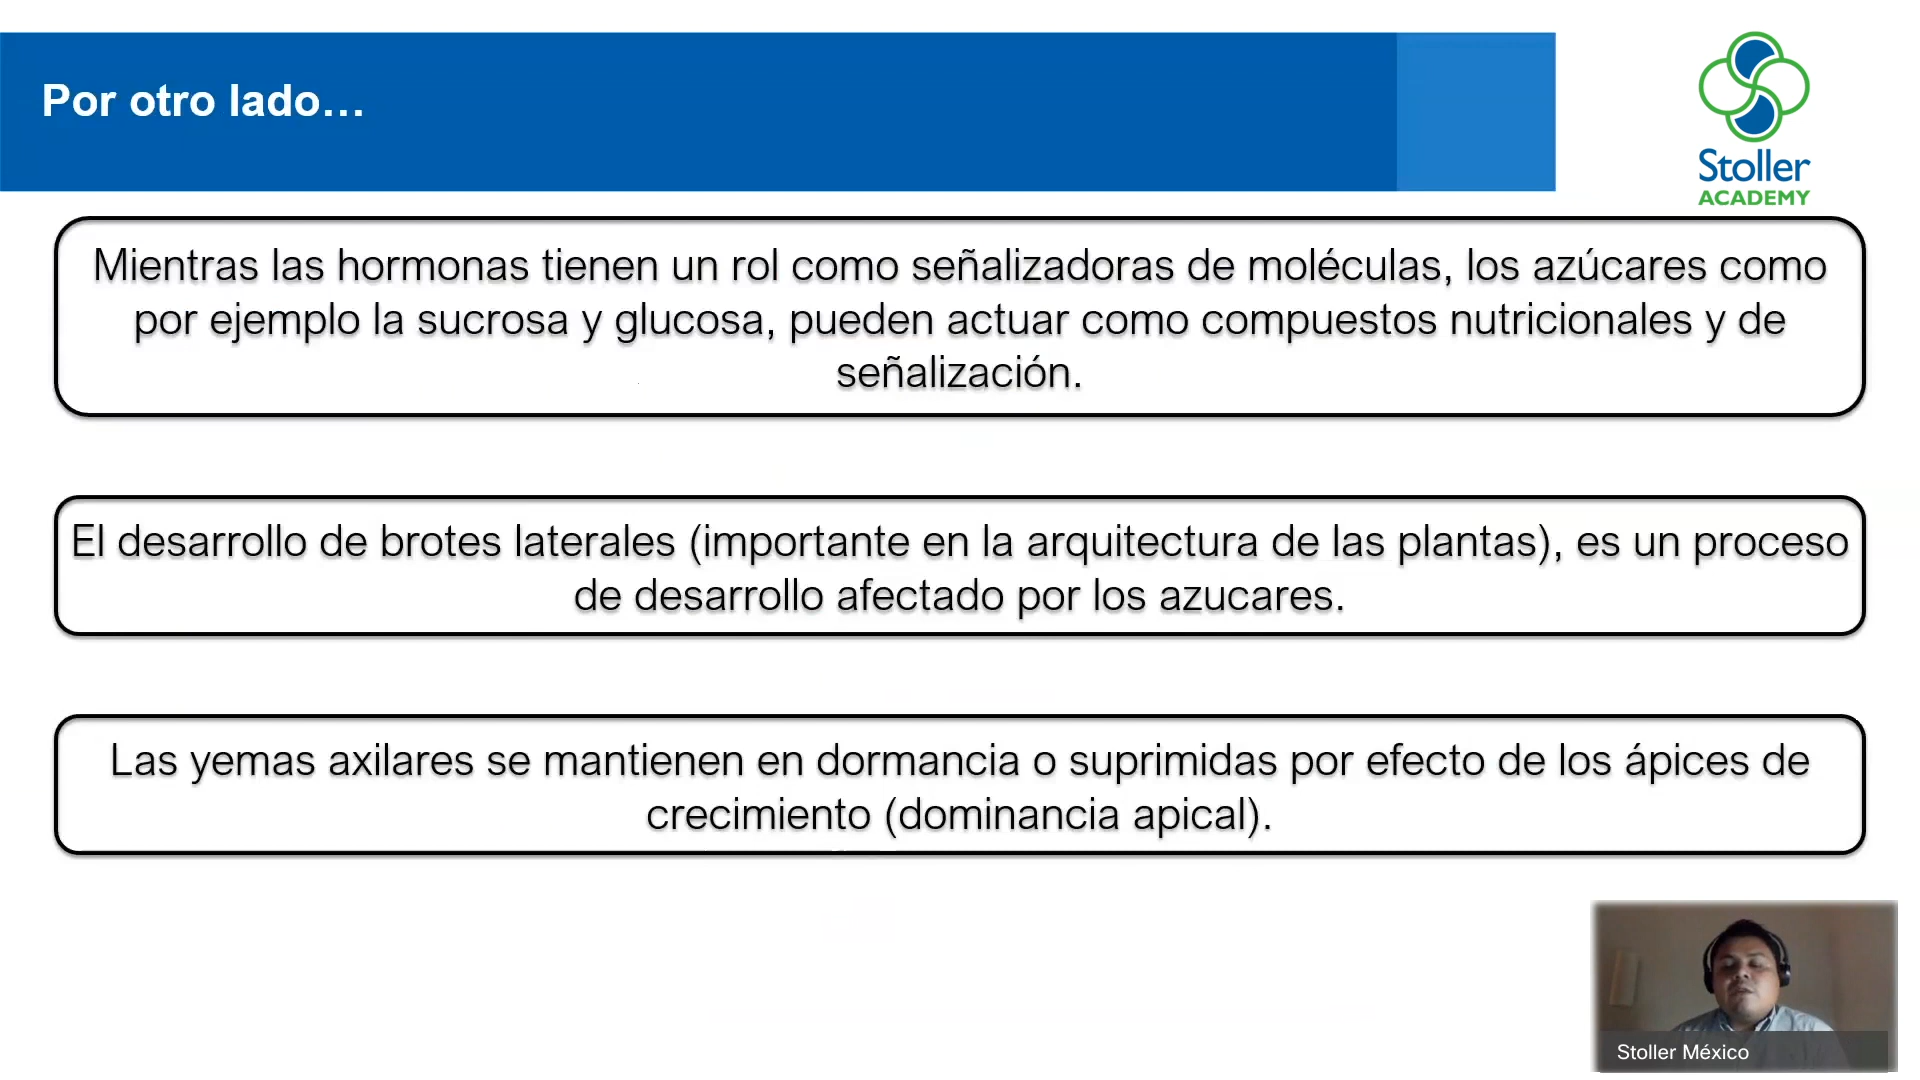 Por otro lado…
Stoller
ACADEMY
Mientras las hormonas tienen un rol como señalizadoras de moléculas, los azúcares como
por ejemplo la sucrosa y glucosa, pueden actuar como compuestos nutricionales y de
señalización.
El desarrollo de brotes laterales (importante en la arquitectura de las plantas), es un proceso
de desarrollo afectado por los azucares.
Las yemas axilares se mantienen en dormancia o suprimidas por efecto de los ápices de
crecimiento (dominancia apical).
Stoller México